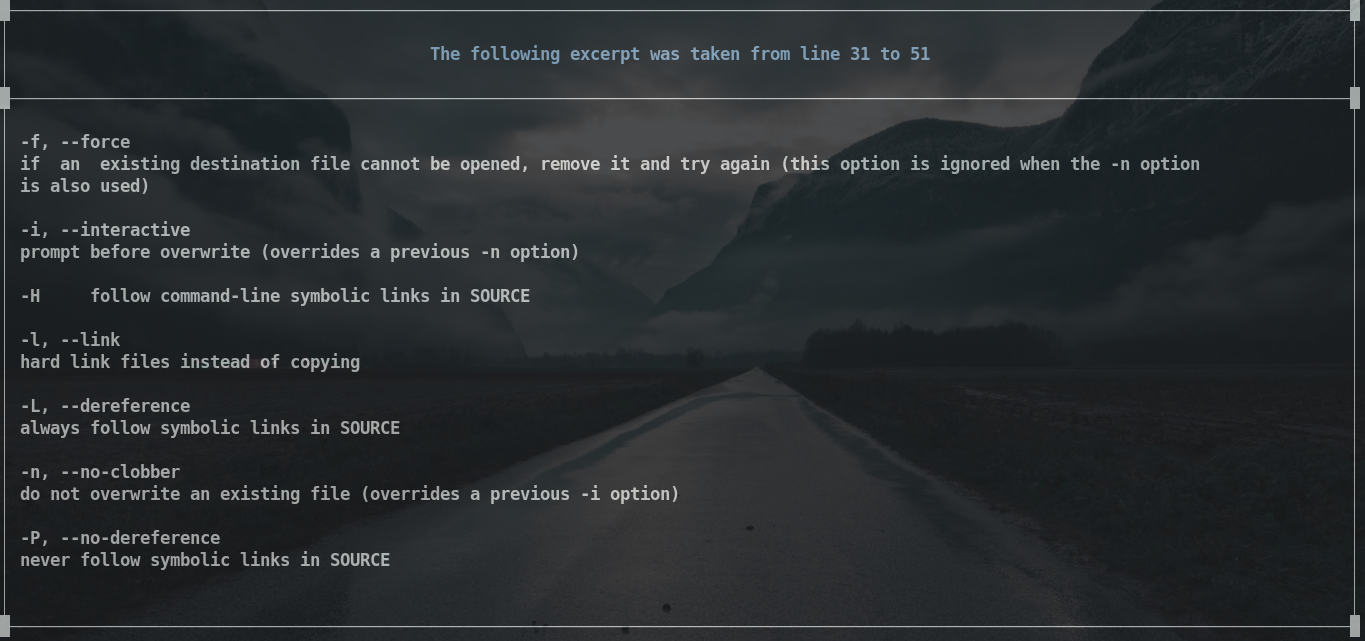 The following excerpt was taken from line 31 to 51
-f, --force
if  an  existing destination file cannot be opened, remove it and try again (this option is ignored when the -n option
is also used)
-i, --interactive
prompt before overwrite (overrides a previous -n option)
-H     follow command-line symbolic links in SOURCE
-l, --link
hard link files instead of copying
-L, --dereference
always follow symbolic links in SOURCE
-n, --no-clobber
do not overwrite an existing file (overrides a previous -i option)
-P, --no-dereference
never follow symbolic links in SOURCE